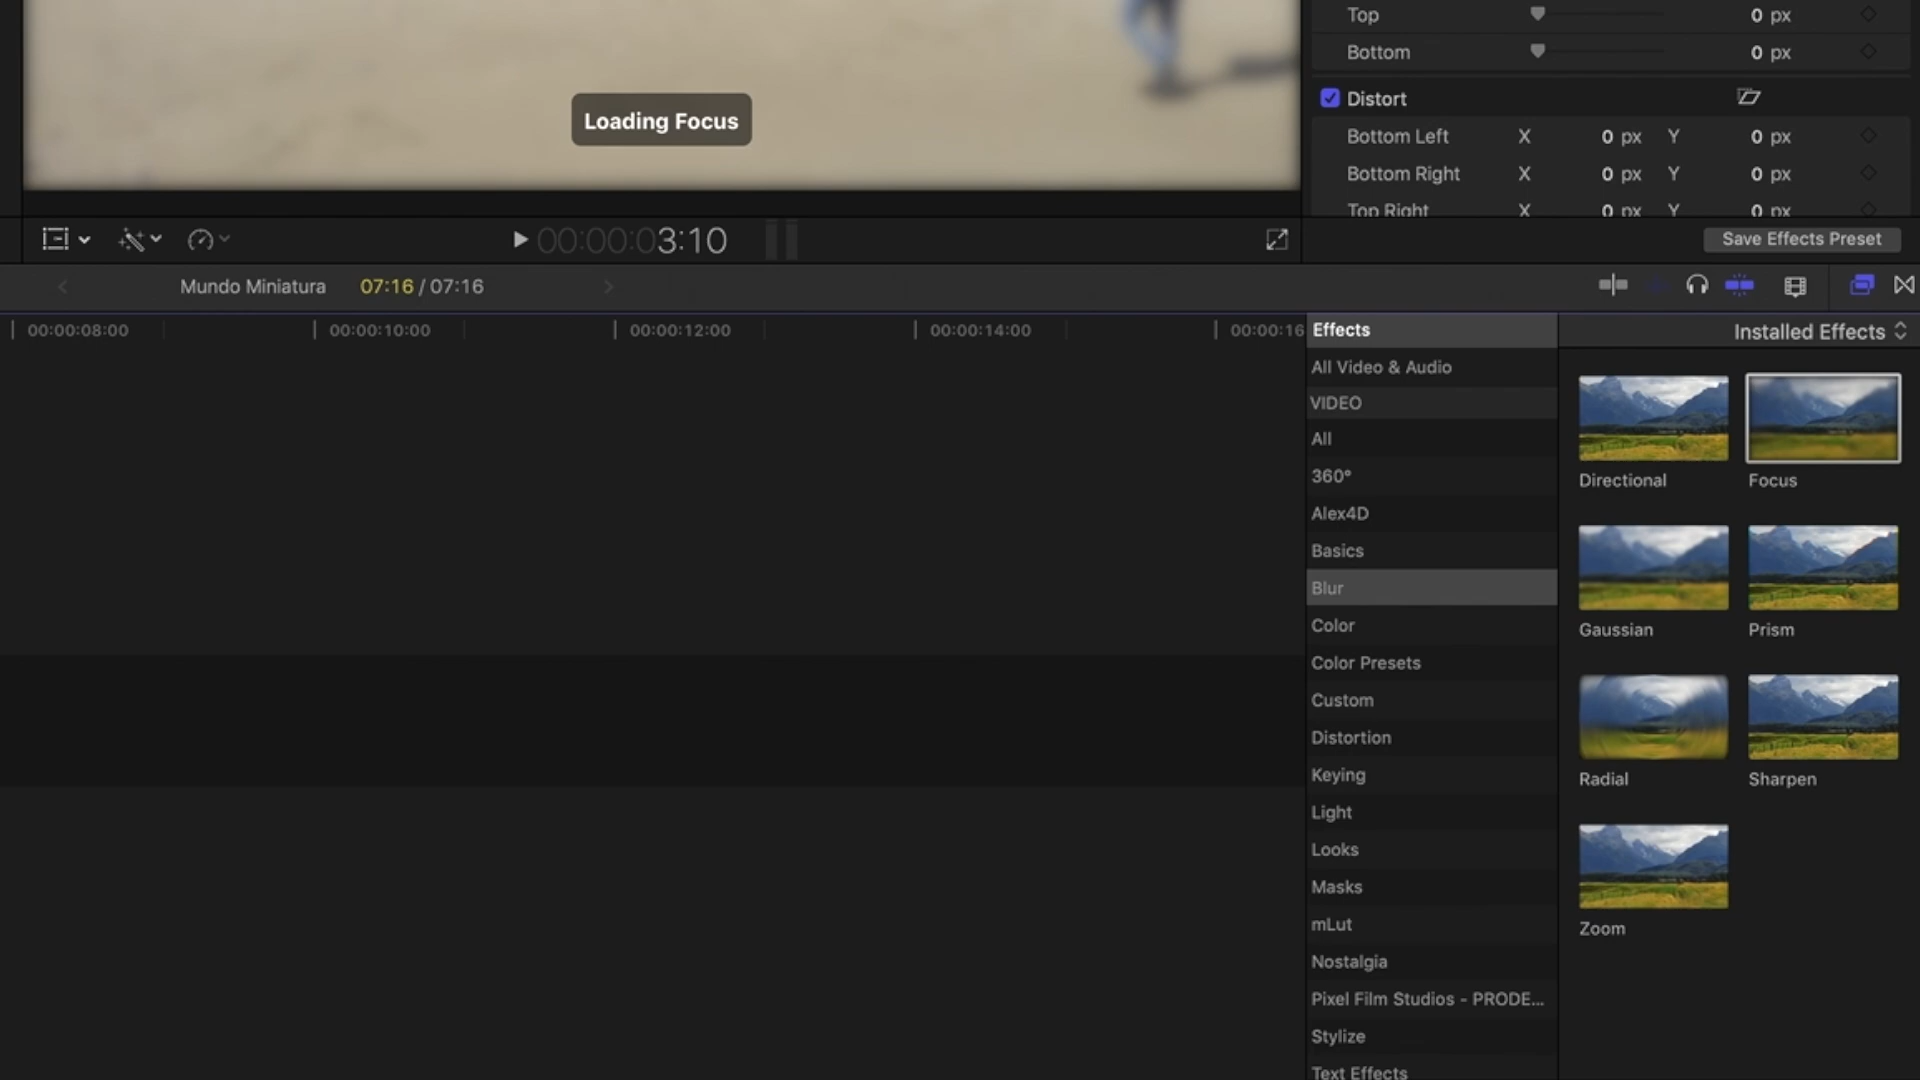 Top 0 px
Bottom 0 px
Loading Focus
Distort
Bottom Left X 0 px Y 0 px
Bottom Right X 0 px Y 0 px
Top Right X 0 px Y 0 px
00:00:03:10
Save Effects Preset
Mundo Miniatura 07:16 / 07:16
00:00:08:00 00:00:10:00 00:00:12:00 00:00:14:00 00:00:16
Effects
Installed Effects
All Video & Audio
VIDEO
All
360°
Alex4D
Basics
Blur
Color
Color Presets
Custom
Distortion
Keying
Light
Looks
Masks
mLut
Nostalgia
Pixel Film Studios - PRODE...
Stylize
Text Effects
Directional Focus
Gaussian Prism
Radial Sharpen
Zoom